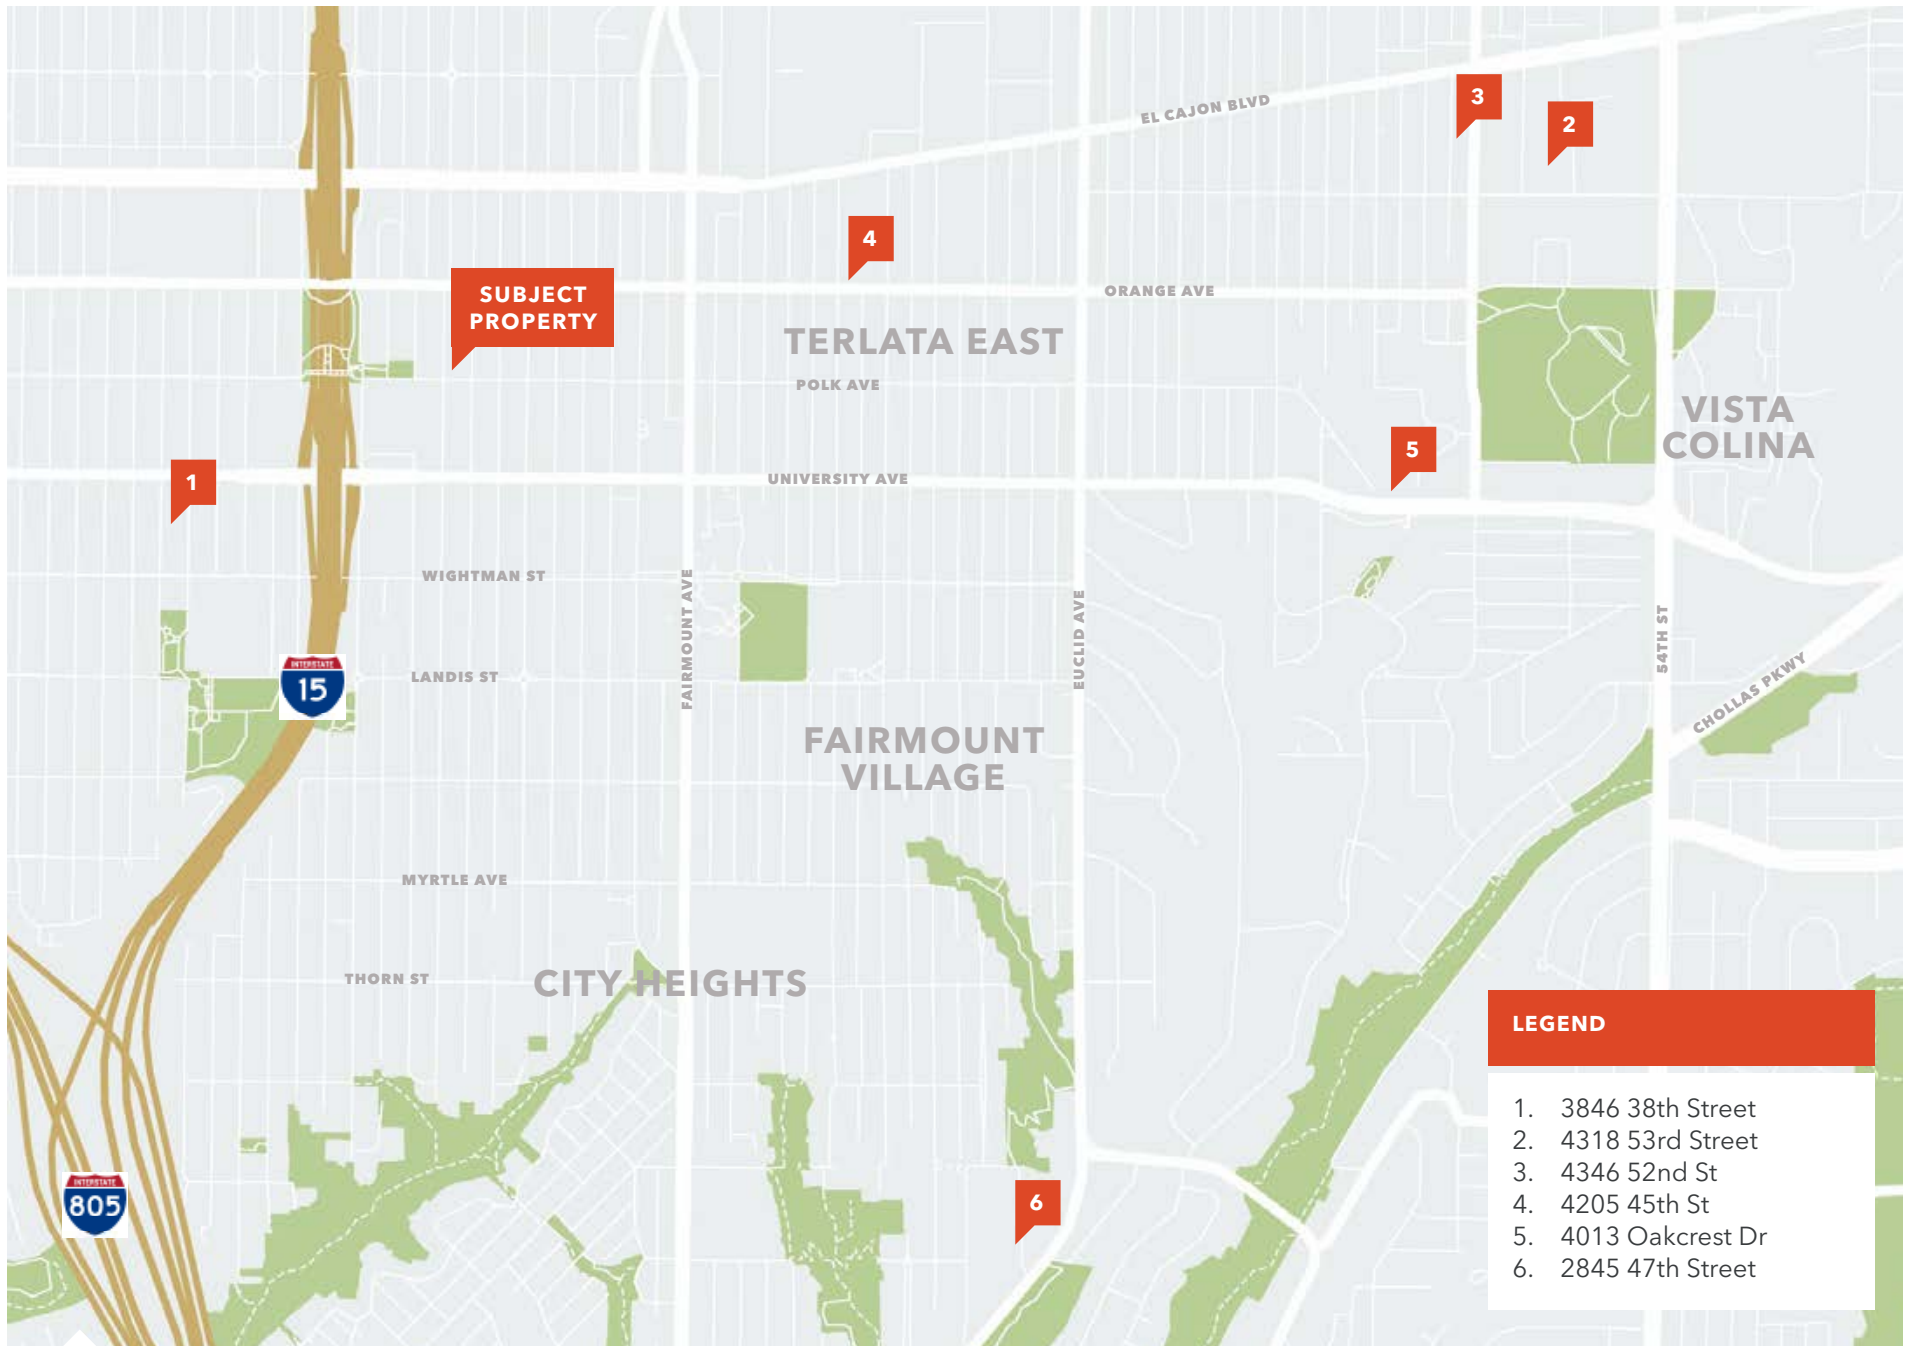 3
EL CAJON BLVD
2
4
SUBJECT
PROPERTY
ORANGE AVE
TERLATA EAST
POLK AVE
VISTA
COLINA
5
1
UNIVERSITY AVE
WIGHTMAN ST
FAIRMOUNT AVE
EUCLID AVE
54TH ST
INTERSTATE
15
LANDIS ST
CHOLLAS PKWY
FAIRMOUNT
VILLAGE
MYRTLE AVE
THORN ST
CITY HEIGHTS
INTERSTATE
805
6
LEGEND
1. 3846 38th Street
2. 4318 53rd Street
3. 4346 52nd St
4. 4205 45th St
5. 4013 Oakcrest Dr
6. 2845 47th Street